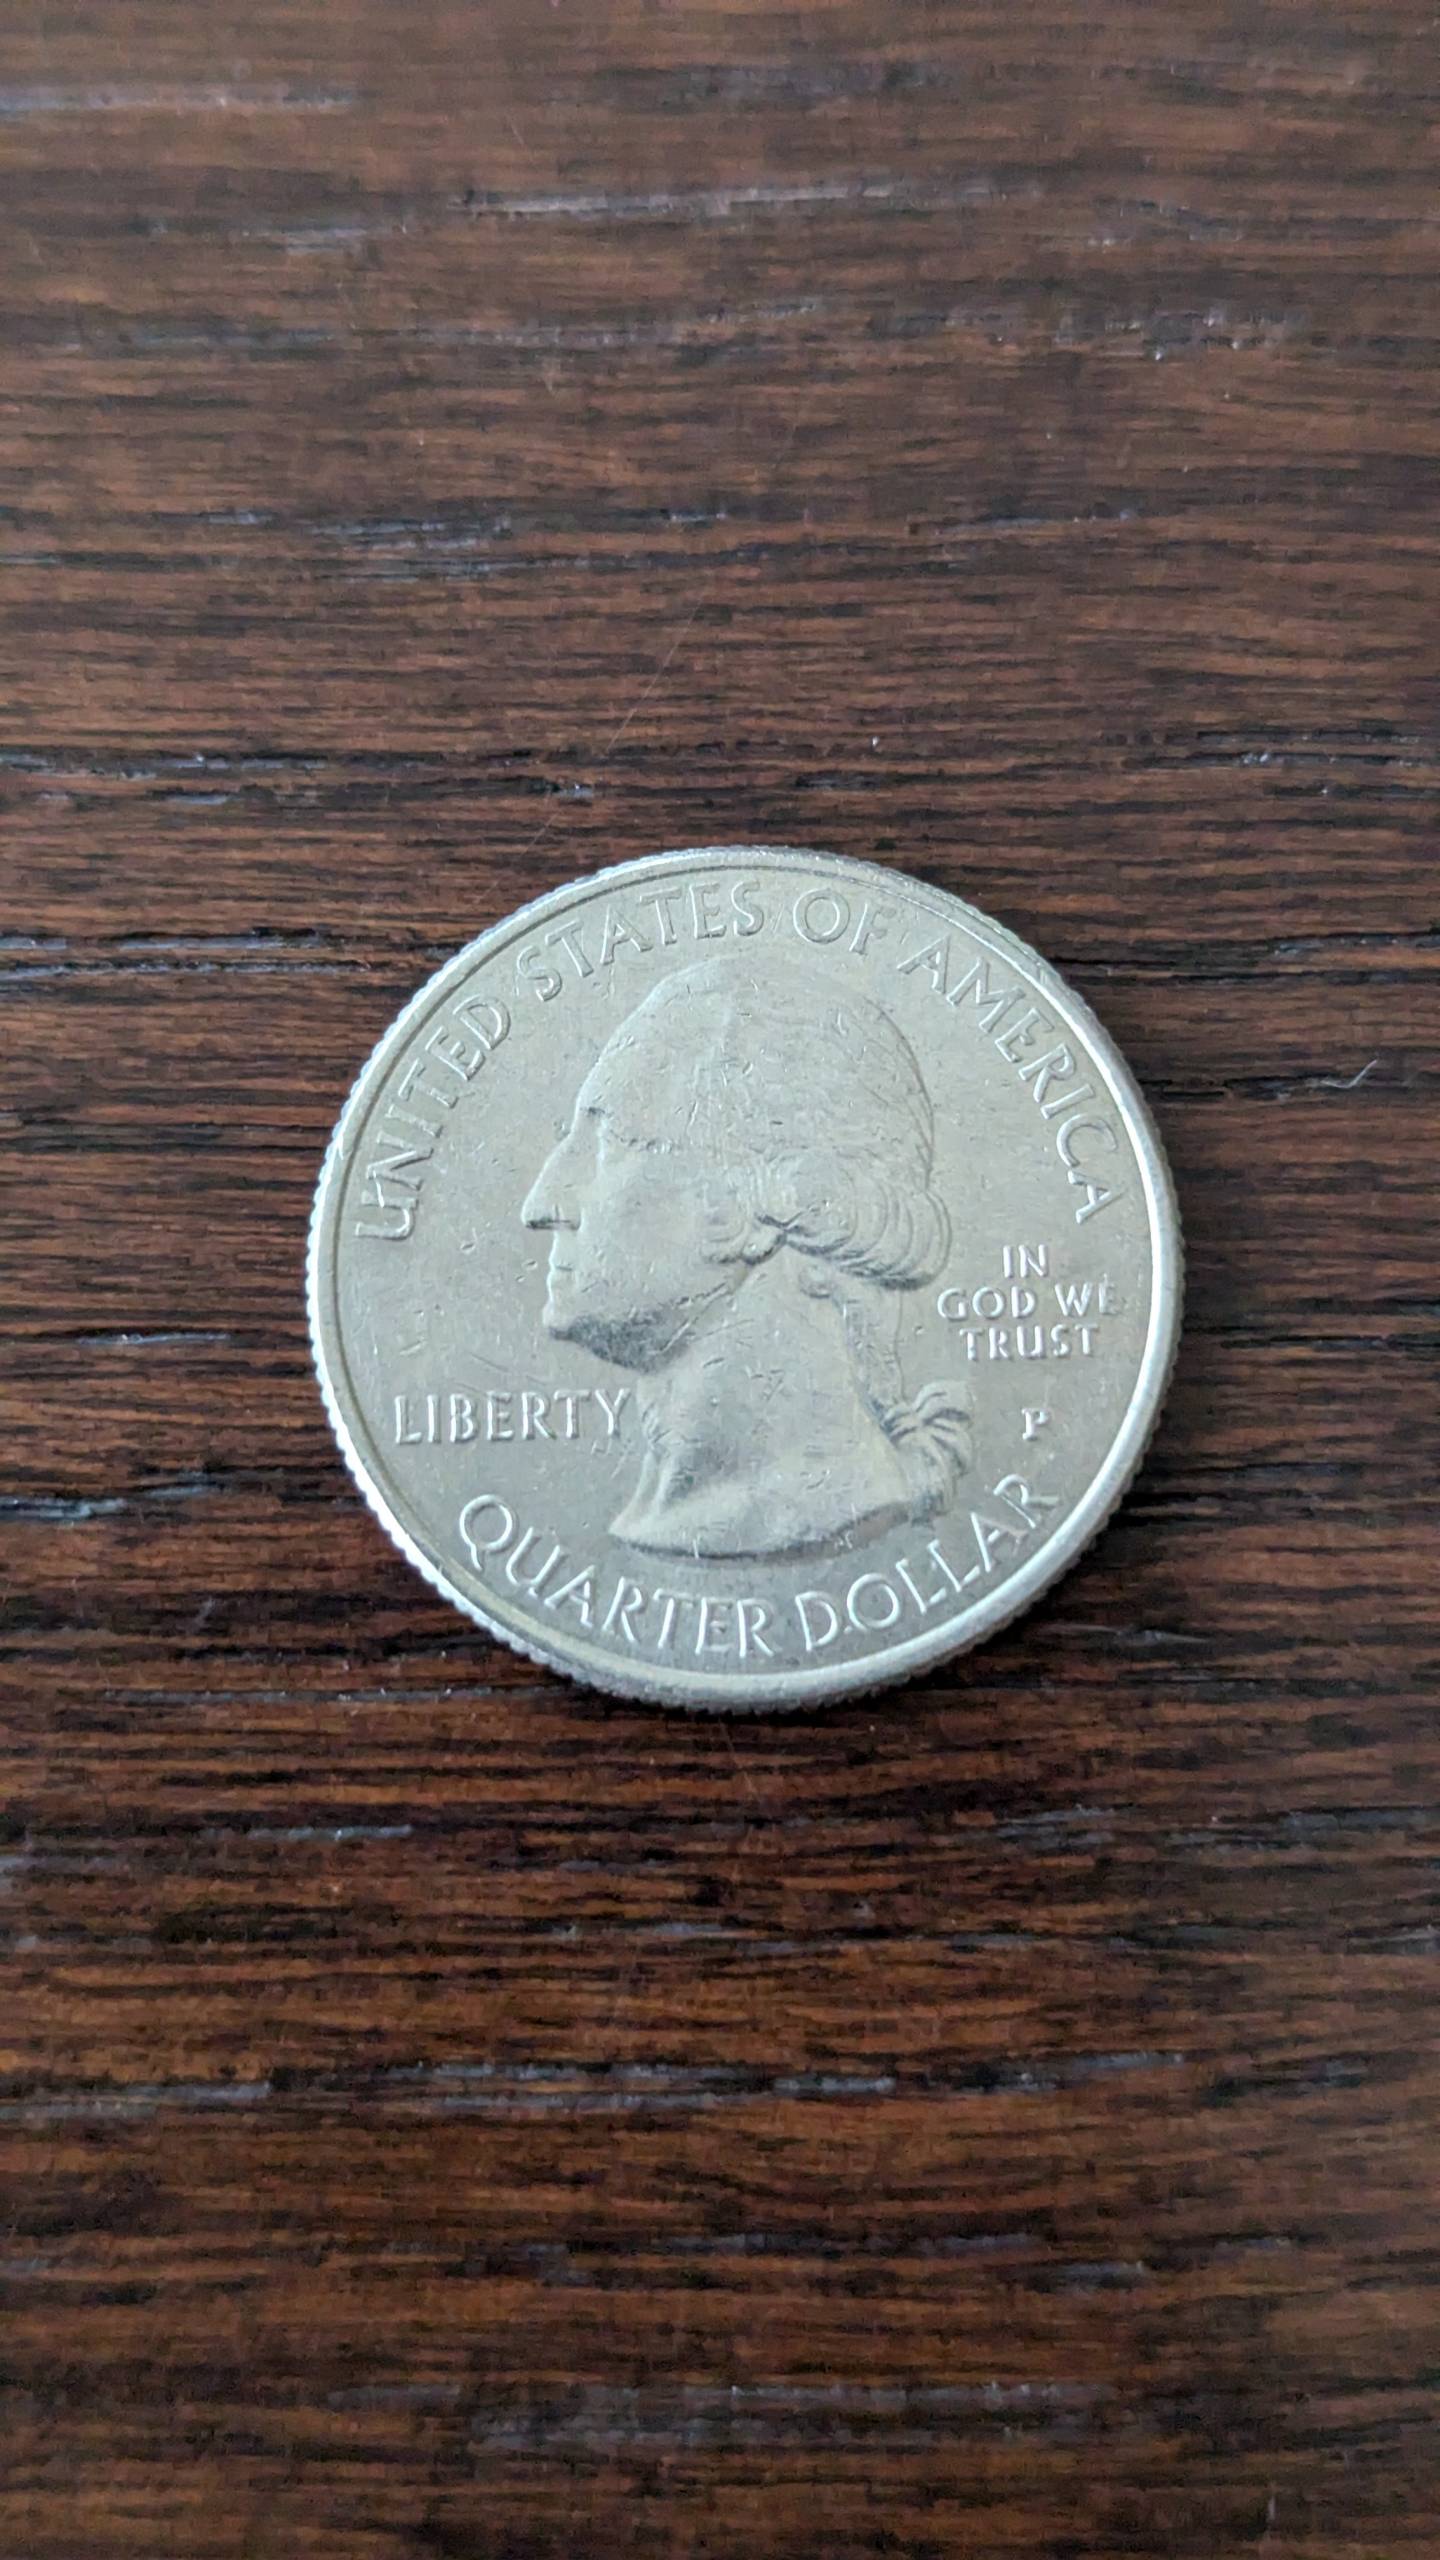 UNITED STATES OF AMERICA
IN
GOD WE
TRUST
LIBERTY
P
QUARTER DOLLAR